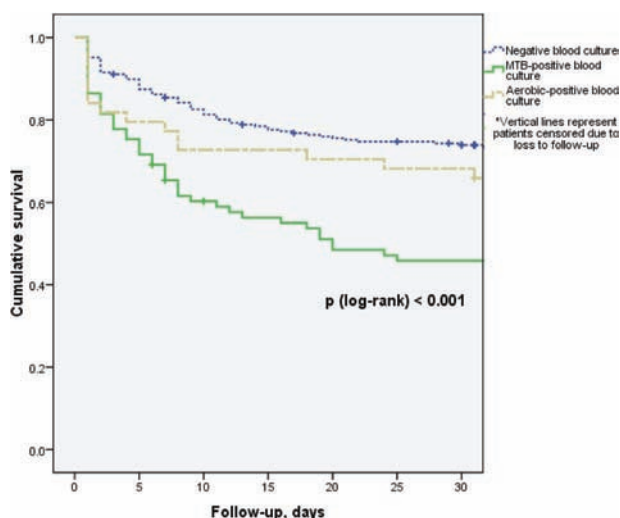 1.0
0.8
0.6
0.4
0.2
0.0
Cumulative survival
0
5
10
15
20
25
30
Follow-up, days
p (log-rank) < 0.001
Negative blood cultures
MTB-positive blood
culture
Aerobic-positive blood
culture
*Vertical lines represent
patients censored due to
loss to follow-up